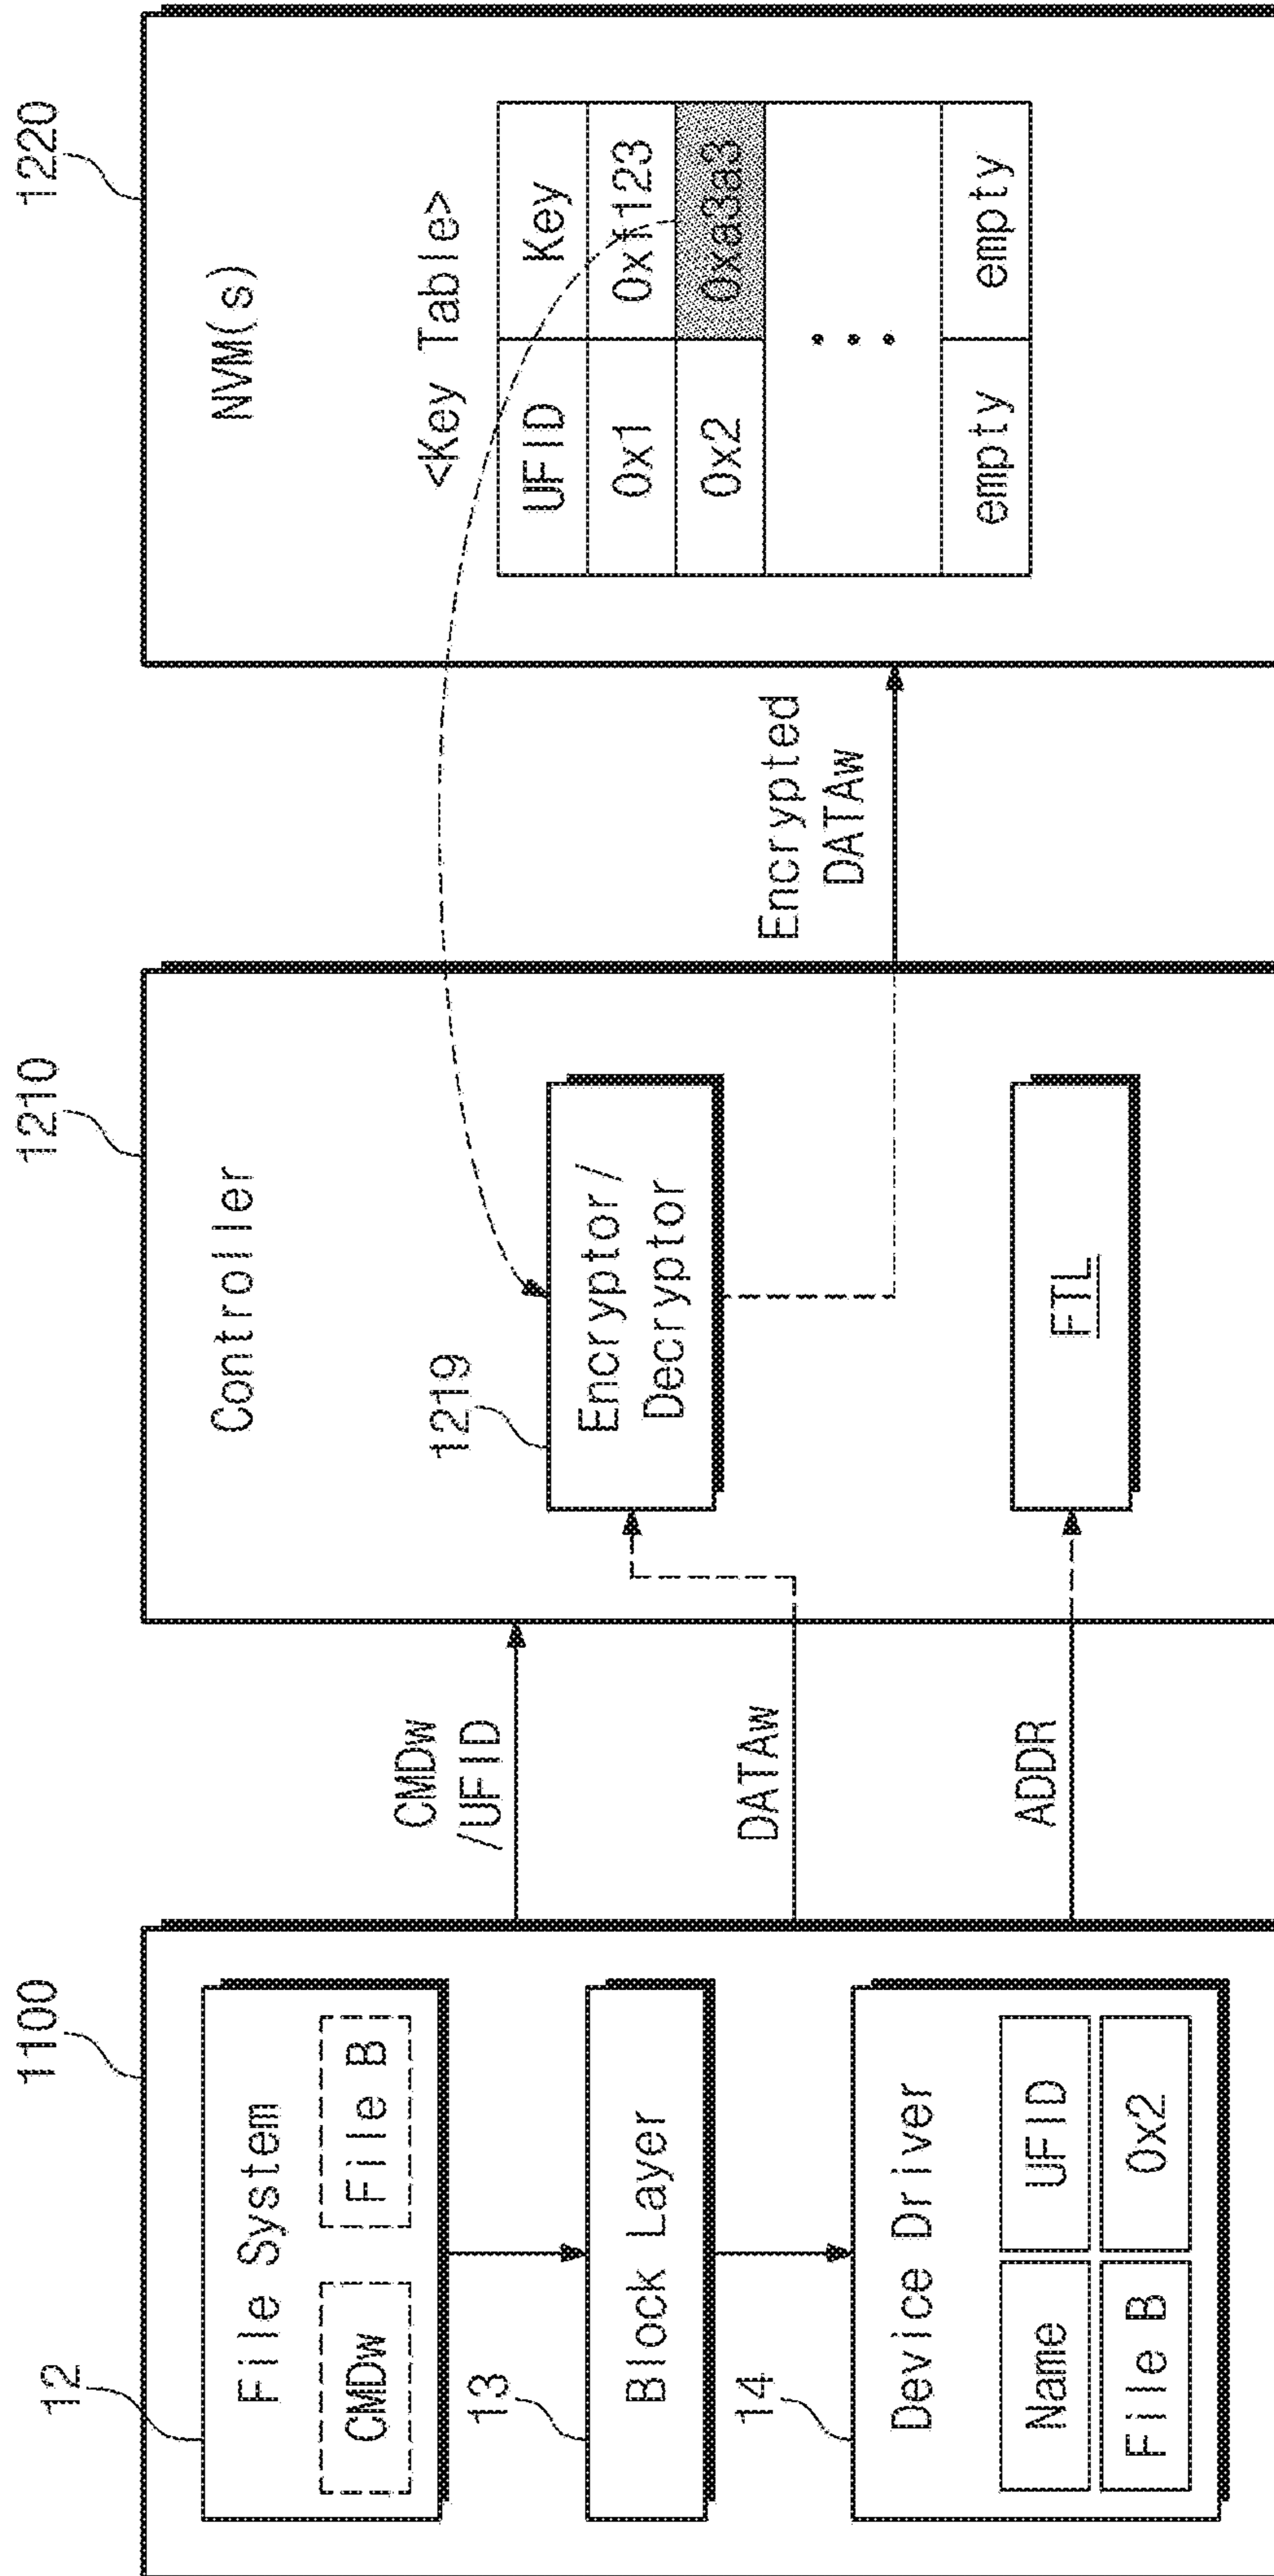 1100
12
File System
CMDw
File B
13
Block Layer
14
Device Driver
Name
UFID
File B
0x2
CMDw
/UFID
DATAw
ADDR
1210
Controller
1219
Encryptor/
Decryptor
FTL
Encrypted
DATAw
1220
NVM(s)
<Key Table>
UFID
Key
0x1
0x1123
0x2
0xa3a3
empty
empty